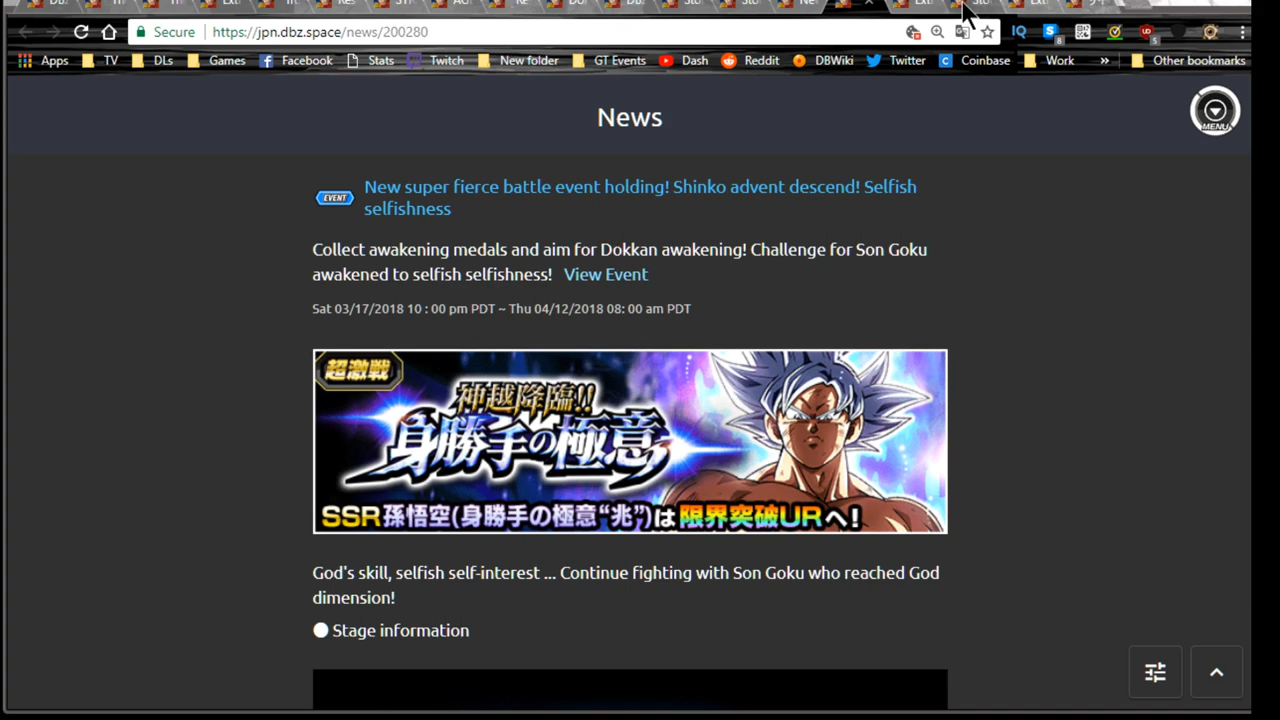 Secure https://jpn.dbz.space/news/200280
IQ
8
UD
5
Apps TV DLs Games Facebook Stats Twitch New folder GT Events Dash Reddit DBWiki Twitter Coinbase Work » Other bookmarks
News
MENU
EVENT
New super fierce battle event holding! Shinko advent descend! Selfish
selfishness
Collect awakening medals and aim for Dokkan awakening! Challenge for Son Goku
awakened to selfish selfishness! View Event
Sat 03/17/2018 10 : 00 pm PDT ~ Thu 04/12/2018 08: 00 am PDT
超激戦
神越降臨!!
身勝手の極意
SSR孫悟空(身勝手の極意“兆”)は限界突破URへ!
God's skill, selfish self-interest ... Continue fighting with Son Goku who reached God
dimension!
Stage information